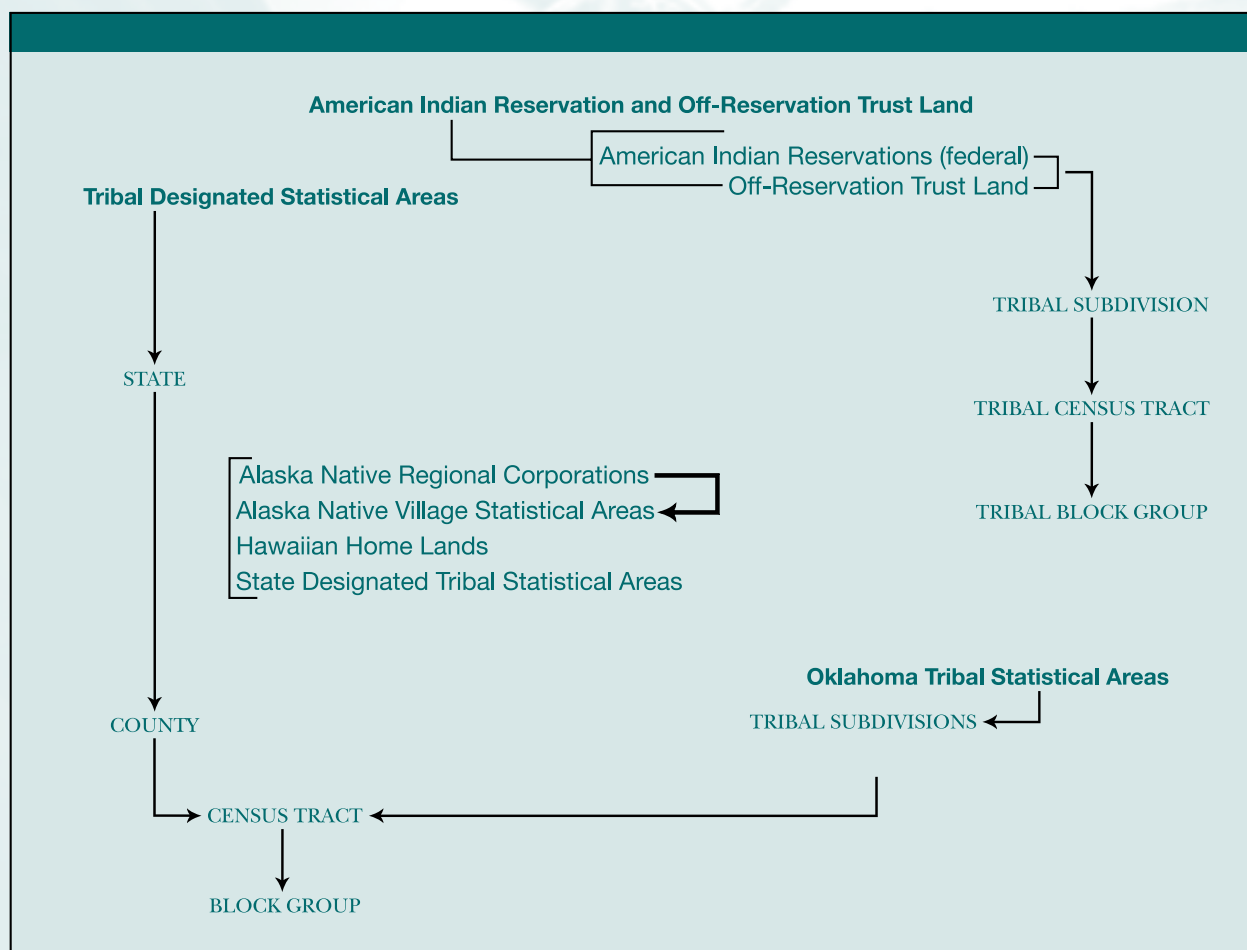 American Indian Reservation and Off-Reservation Trust Land
American Indian Reservations (federal)
Off-Reservation Trust Land
Tribal Designated Statistical Areas
TRIBAL SUBDIVISION
STATE
TRIBAL CENSUS TRACT
Alaska Native Regional Corporations
Alaska Native Village Statistical Areas
TRIBAL BLOCK GROUP
Hawaiian Home Lands
State Designated Tribal Statistical Areas
Oklahoma Tribal Statistical Areas
COUNTY
TRIBAL SUBDIVISIONS
CENSUS TRACT
BLOCK GROUP